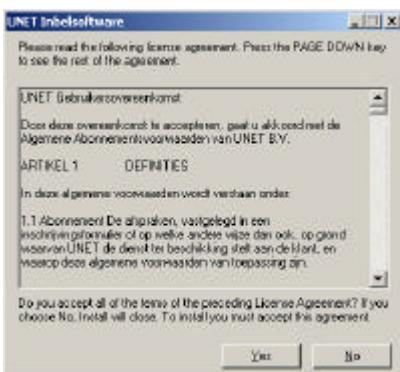 UNET Inbelsoftware
Please read the following license agreement. Press the PAGE DOWN key
to see the rest of the agreement.
UNET Gebruikersovereenkomst
Door deze overeenkomst te accepteren, gaat u akkoord met de
Algemene Abonnementsvoorwaarden van UNET B.V.
ARTIKEL 1 DEFINITIES
In deze algemene voorwaarden wordt verstaan onder:
1.1 Abonnement De afspraken, vastgelegd in een
inschrijvingsformulier of op welke andere wijze dan ook, op grond
waarvan UNET de dienst ter beschikking stelt aan de klant, en
waarop deze algemene voorwaarden van toepassing zijn.
Do you accept all of the terms of the preceding License Agreement? If you
choose No, Install will close. To install you must accept this agreement.
Yes
No